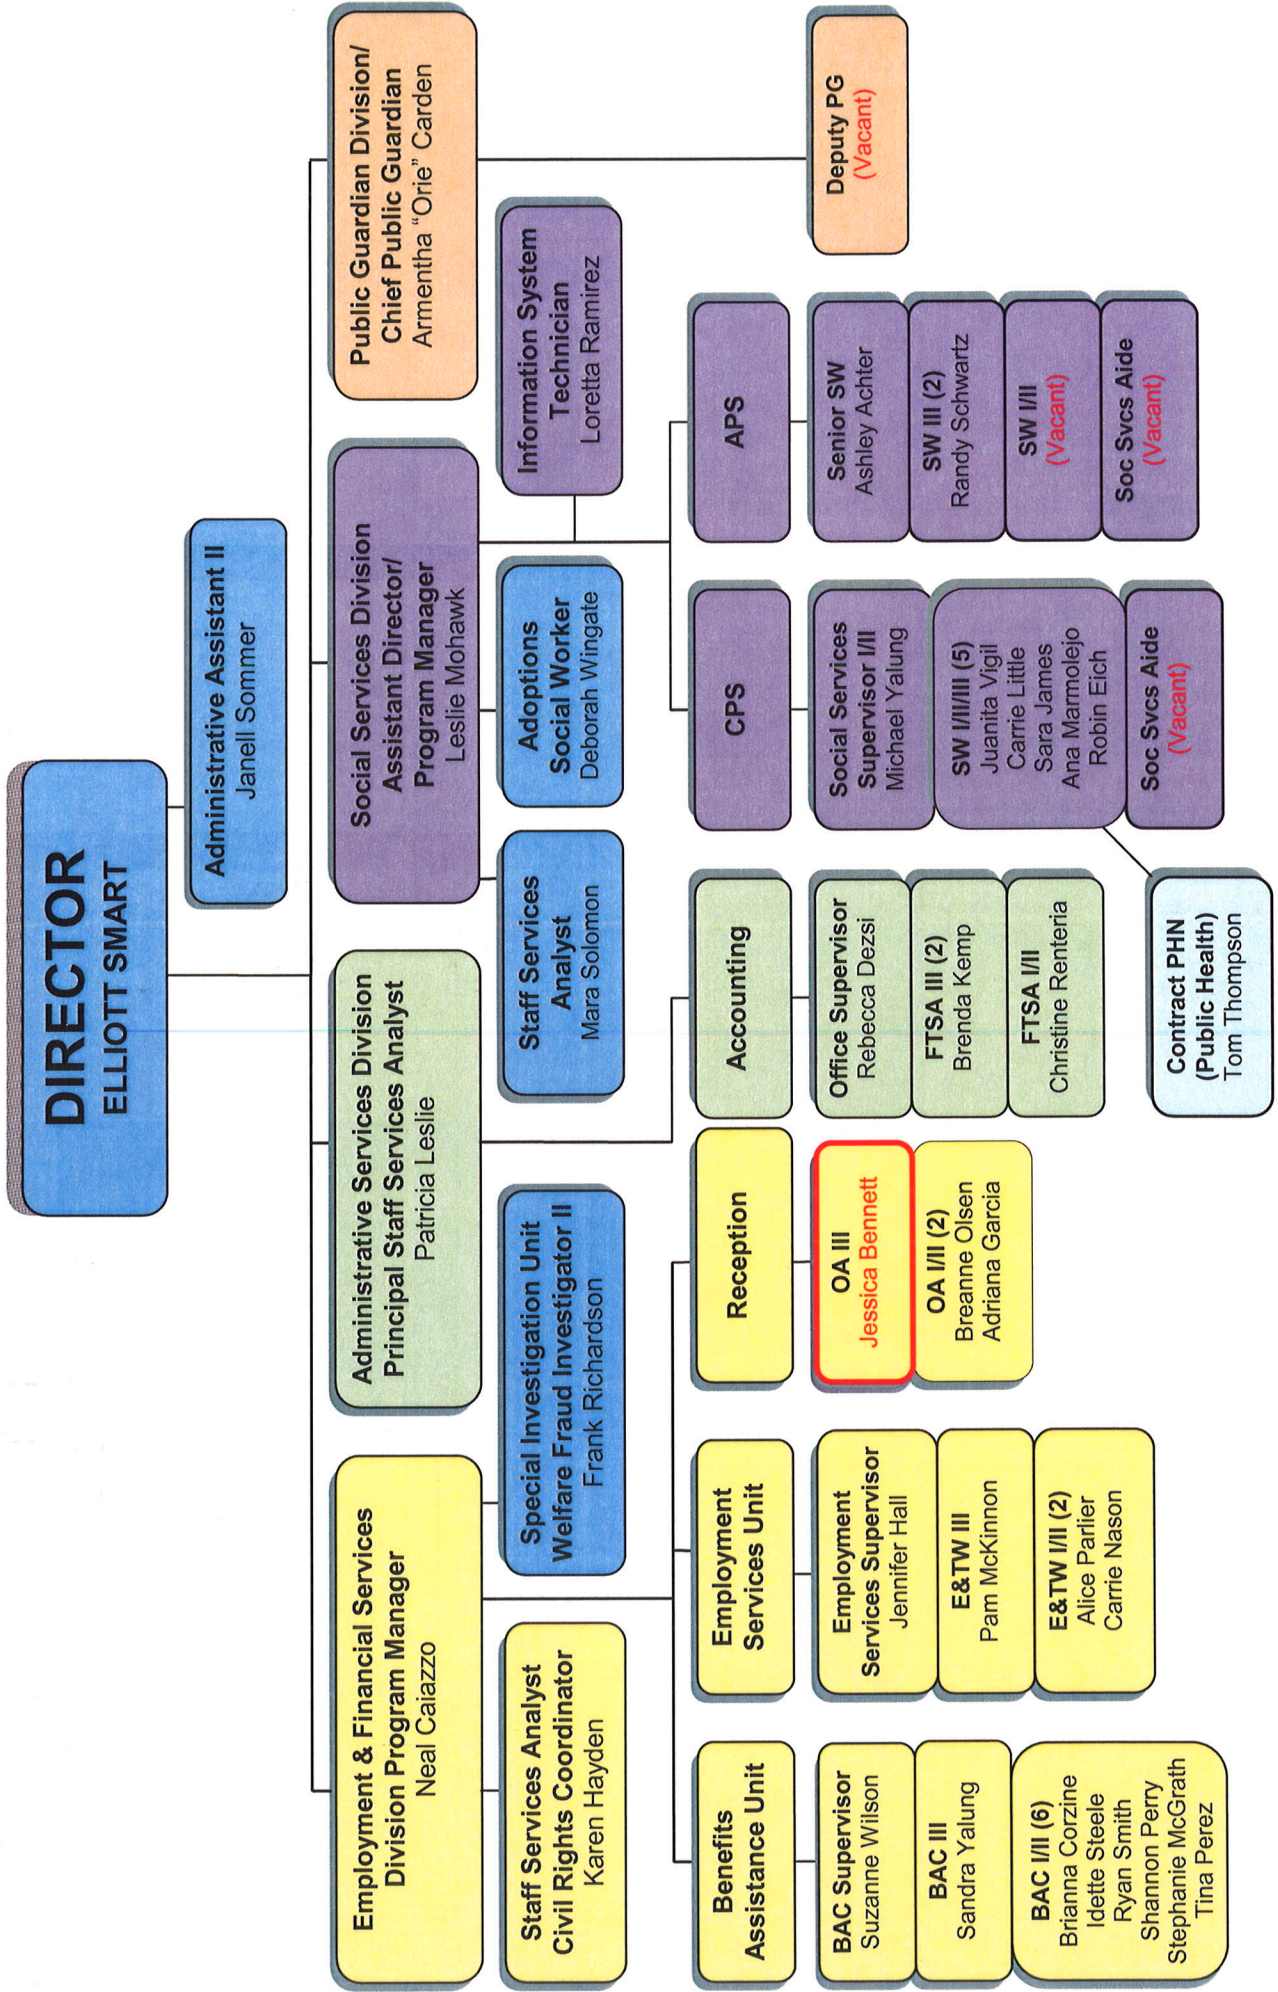 DIRECTOR
ELLIOTT SMART
Administrative Assistant II
Janell Sommer
Employment & Financial Services
Division Program Manager
Neal Caiazzo
Administrative Services Division
Principal Staff Services Analyst
Patricia Leslie
Social Services Division
Assistant Director/
Program Manager
Leslie Mohawk
Public Guardian Division/
Chief Public Guardian
Armentha "Orie" Carden
Staff Services Analyst
Civil Rights Coordinator
Karen Hayden
Special Investigation Unit
Welfare Fraud Investigator II
Frank Richardson
Staff Services
Analyst
Mara Solomon
Adoptions
Social Worker
Deborah Wingate
Information System
Technician
Loretta Ramirez
Benefits
Assistance Unit
BAC Supervisor
Suzanne Wilson
BAC III
Sandra Yalung
BAC I/II (6)
Brianna Corzine
Idette Steele
Ryan Smith
Shannon Perry
Stephanie McGrath
Tina Perez
Employment
Services Unit
Employment
Services Supervisor
Jennifer Hall
E&TW III
Pam McKinnon
E&TW I/II (2)
Alice Parlier
Carrie Nason
Reception
OA III
Jessica Bennett
OA I/II (2)
Breanne Olsen
Adriana Garcia
Accounting
Office Supervisor
Rebecca Dezsi
FTSA III (2)
Brenda Kemp
FTSA I/II
Christine Renteria
Contract PHN
(Public Health)
Tom Thompson
CPS
Social Services
Supervisor I/II
Michael Yalung
SW I/II/III (5)
Juanita Vigil
Carrie Little
Sara James
Ana Marmolejo
Robin Eich
Soc Svcs Aide
(Vacant)
APS
Senior SW
Ashley Achter
SW III (2)
Randy Schwartz
SW I/II
(Vacant)
Soc Svcs Aide
(Vacant)
Deputy PG
(Vacant)